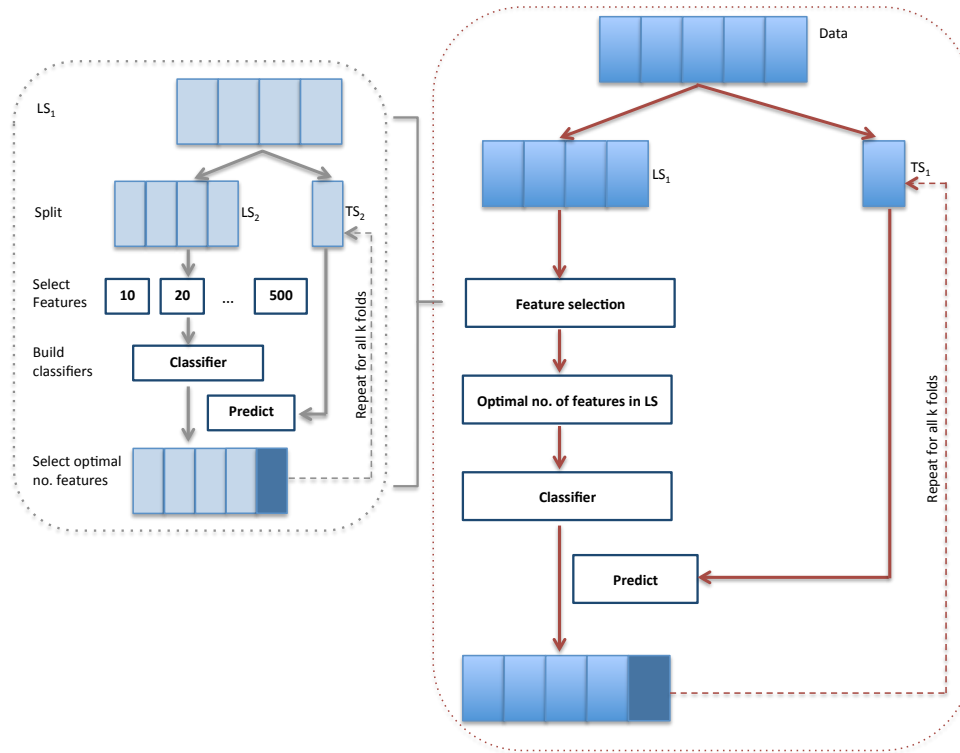 LS1
Split
LS2
TS2
Select
Features
10
20
...
500
Build
classifiers
Classifier
Predict
Select optimal
no. features
Repeat for all k folds
Data
LS1
TS1
Feature selection
Optimal no. of features in LS
Classifier
Predict
Repeat for all k folds